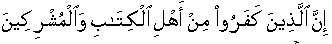 إِنَّ ٱلَّذِينَ كَفَرُوا۟ مِنْ أَهْلِ ٱلْكِتَـٰبِ وَٱلْمُشْرِكِينَ